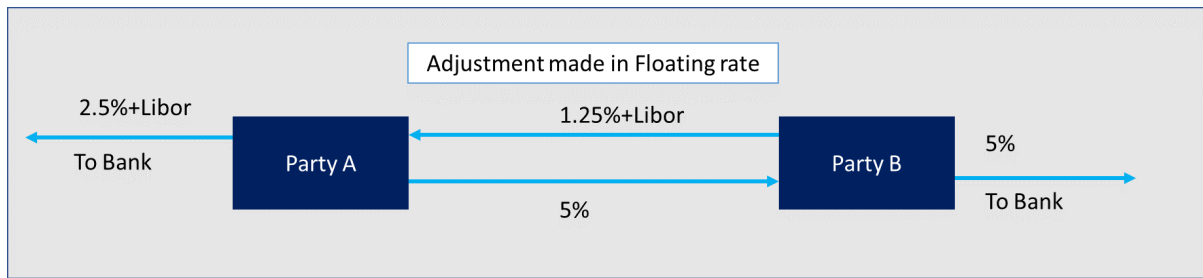 Adjustment made in Floating rate
2.5%+Libor
To Bank
Party A
1.25%+Libor
5%
Party B
5%
To Bank